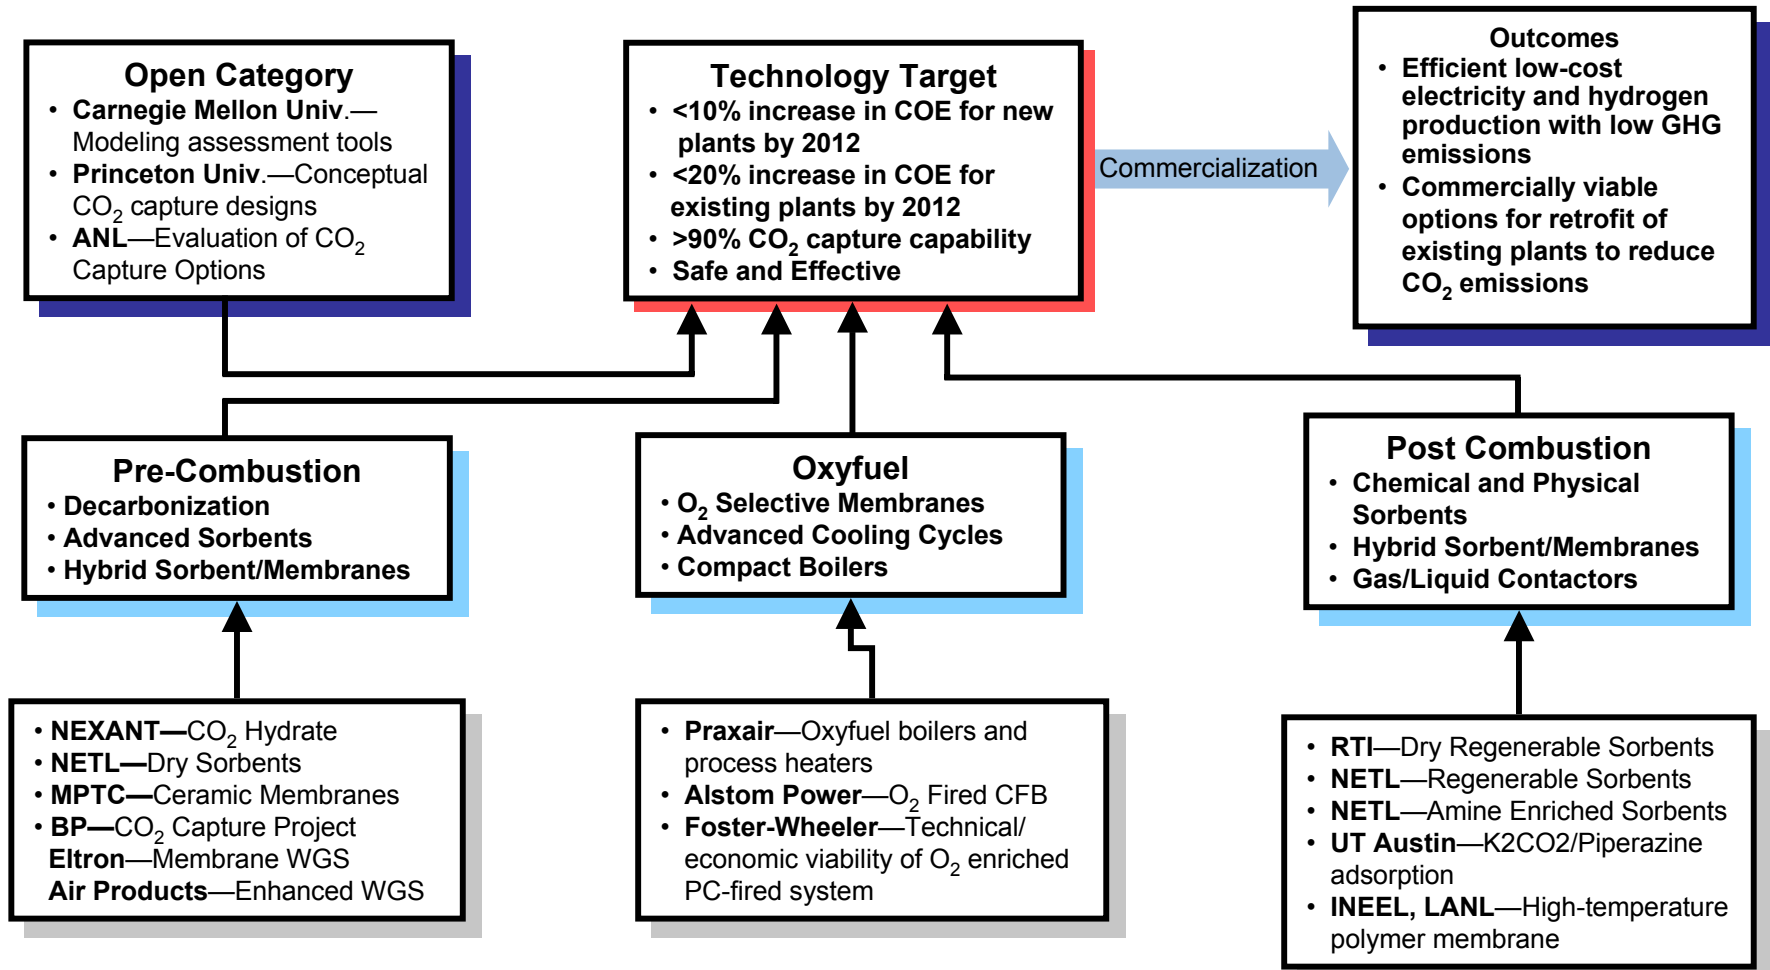 Open Category
• Carnegie Mellon Univ.—
Modeling assessment tools
• Princeton Univ.—Conceptual
CO2 capture designs
• ANL—Evaluation of CO2
Capture Options
Technology Target
• <10% increase in COE for new
plants by 2012
• <20% increase in COE for
existing plants by 2012
• >90% CO2 capture capability
• Safe and Effective
Commercialization
Outcomes
• Efficient low-cost
electricity and hydrogen
production with low GHG
emissions
• Commercially viable
options for retrofit of
existing plants to reduce
CO2 emissions
Pre-Combustion
• Decarbonization
• Advanced Sorbents
• Hybrid Sorbent/Membranes
Oxyfuel
• O2 Selective Membranes
• Advanced Cooling Cycles
• Compact Boilers
Post Combustion
• Chemical and Physical
Sorbents
• Hybrid Sorbent/Membranes
• Gas/Liquid Contactors
• NEXANT—CO2 Hydrate
• NETL—Dry Sorbents
• MPTC—Ceramic Membranes
• BP—CO2 Capture Project
Eltron—Membrane WGS
Air Products—Enhanced WGS
• Praxair—Oxyfuel boilers and
process heaters
• Alstom Power—O2 Fired CFB
• Foster-Wheeler—Technical/
economic viability of O2 enriched
PC-fired system
• RTI—Dry Regenerable Sorbents
• NETL—Regenerable Sorbents
• NETL—Amine Enriched Sorbents
• UT Austin—K2CO2/Piperazine
adsorption
• INEEL, LANL—High-temperature
polymer membrane